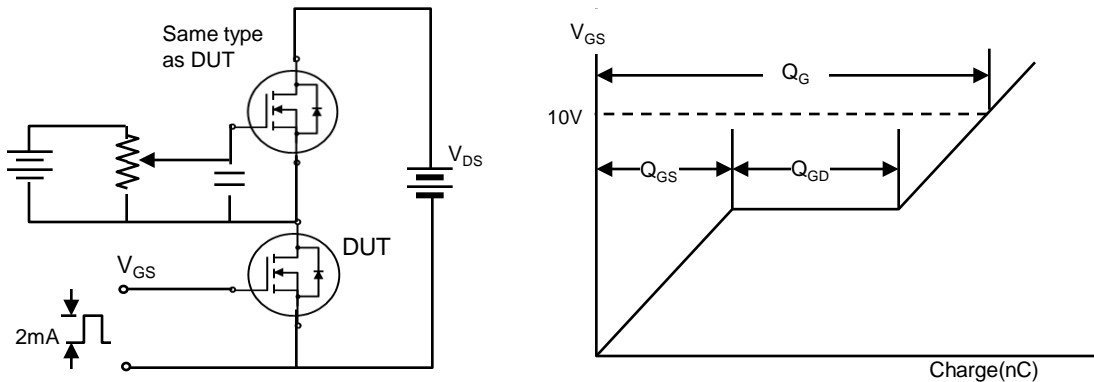 Same type
as DUT
V_DS
DUT
V_GS
2mA
V_GS
Q_G
10V
Q_GS
Q_GD
Charge(nC)